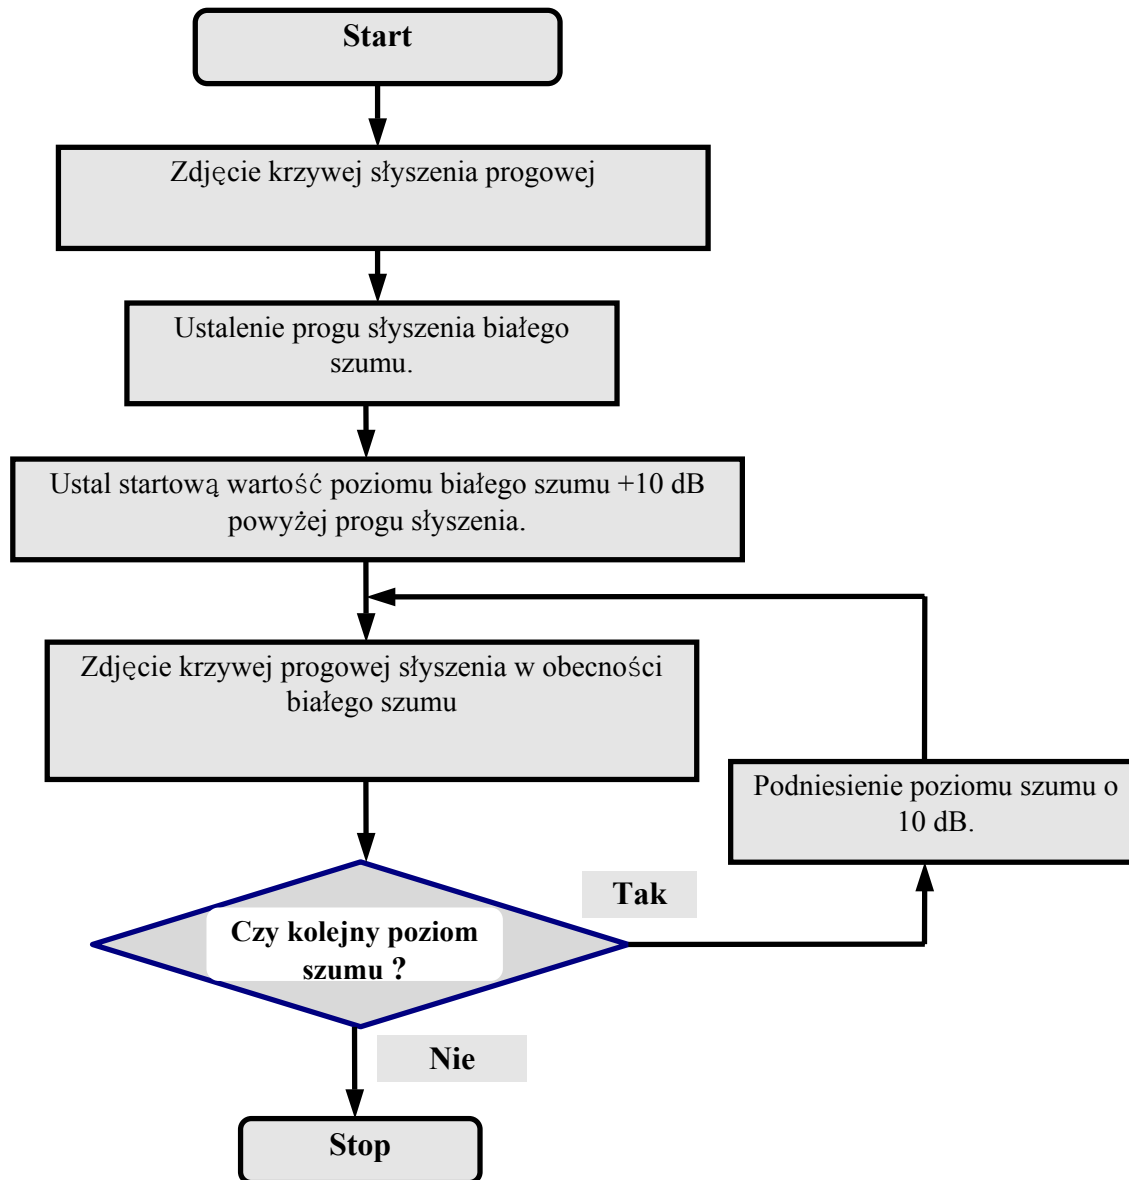 Start
Zdjęcie krzywej słyszenia progowej
Ustalenie progu słyszenia białego
szumu.
Ustal startową wartość poziomu białego szumu +10 dB
powyżej progu słyszenia.
Zdjęcie krzywej progowej słyszenia w obecności
białego szumu
Podniesienie poziomu szumu o
10 dB.
Tak
Czy kolejny poziom
szumu ?
Nie
Stop